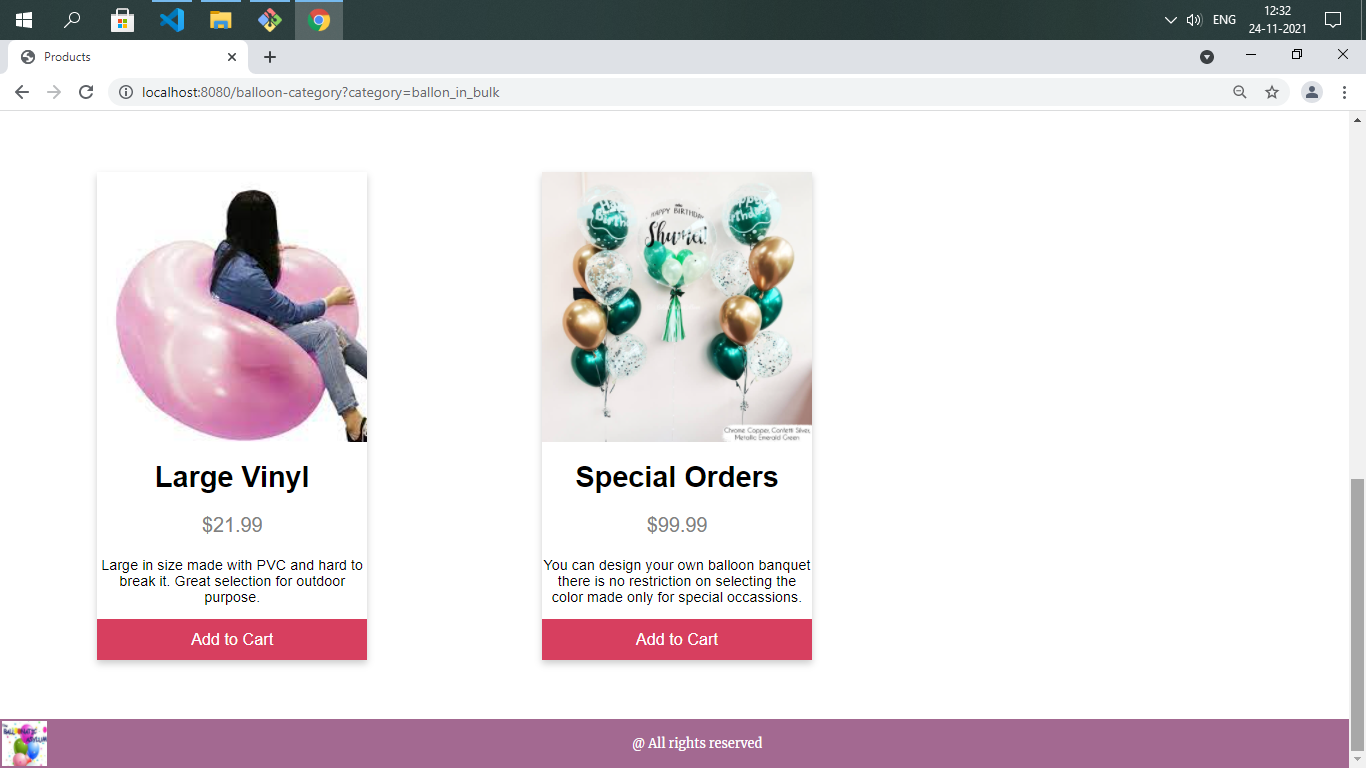 ENG
12:32
24-11-2021
Products
localhost:8080/balloon-category?category=ballon_in_bulk
Happy Birthday
HAPPY BIRTHDAY
Birthday
Chrome Copper, Confetti Silver,
Metallic Emerald Green
Large Vinyl
$21.99
Large in size made with PVC and hard to
break it. Great selection for outdoor
purpose.
Add to Cart
Special Orders
$99.99
You can design your own balloon banquet
there is no restriction on selecting the
color made only for special occassions.
Add to Cart
@ All rights reserved